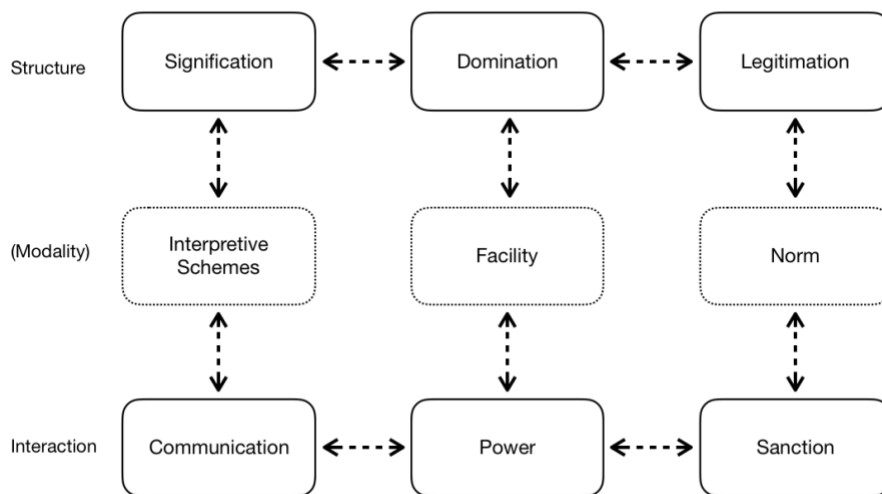 Structure
Signification
Domination
Legitimation
(Modality)
Interpretive
Schemes
Facility
Norm
Interaction
Communication
Power
Sanction